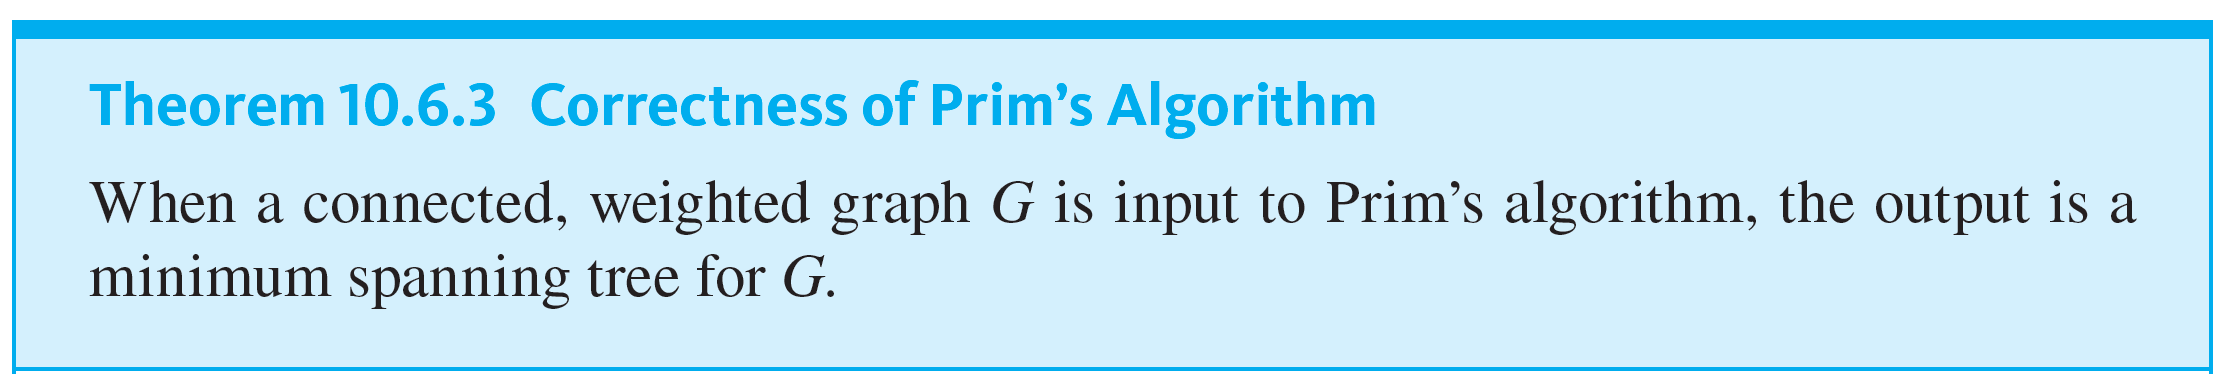 Theorem 10.6.3 Correctness of Prim’s Algorithm
When a connected, weighted graph G is input to Prim’s algorithm, the output is a
minimum spanning tree for G.